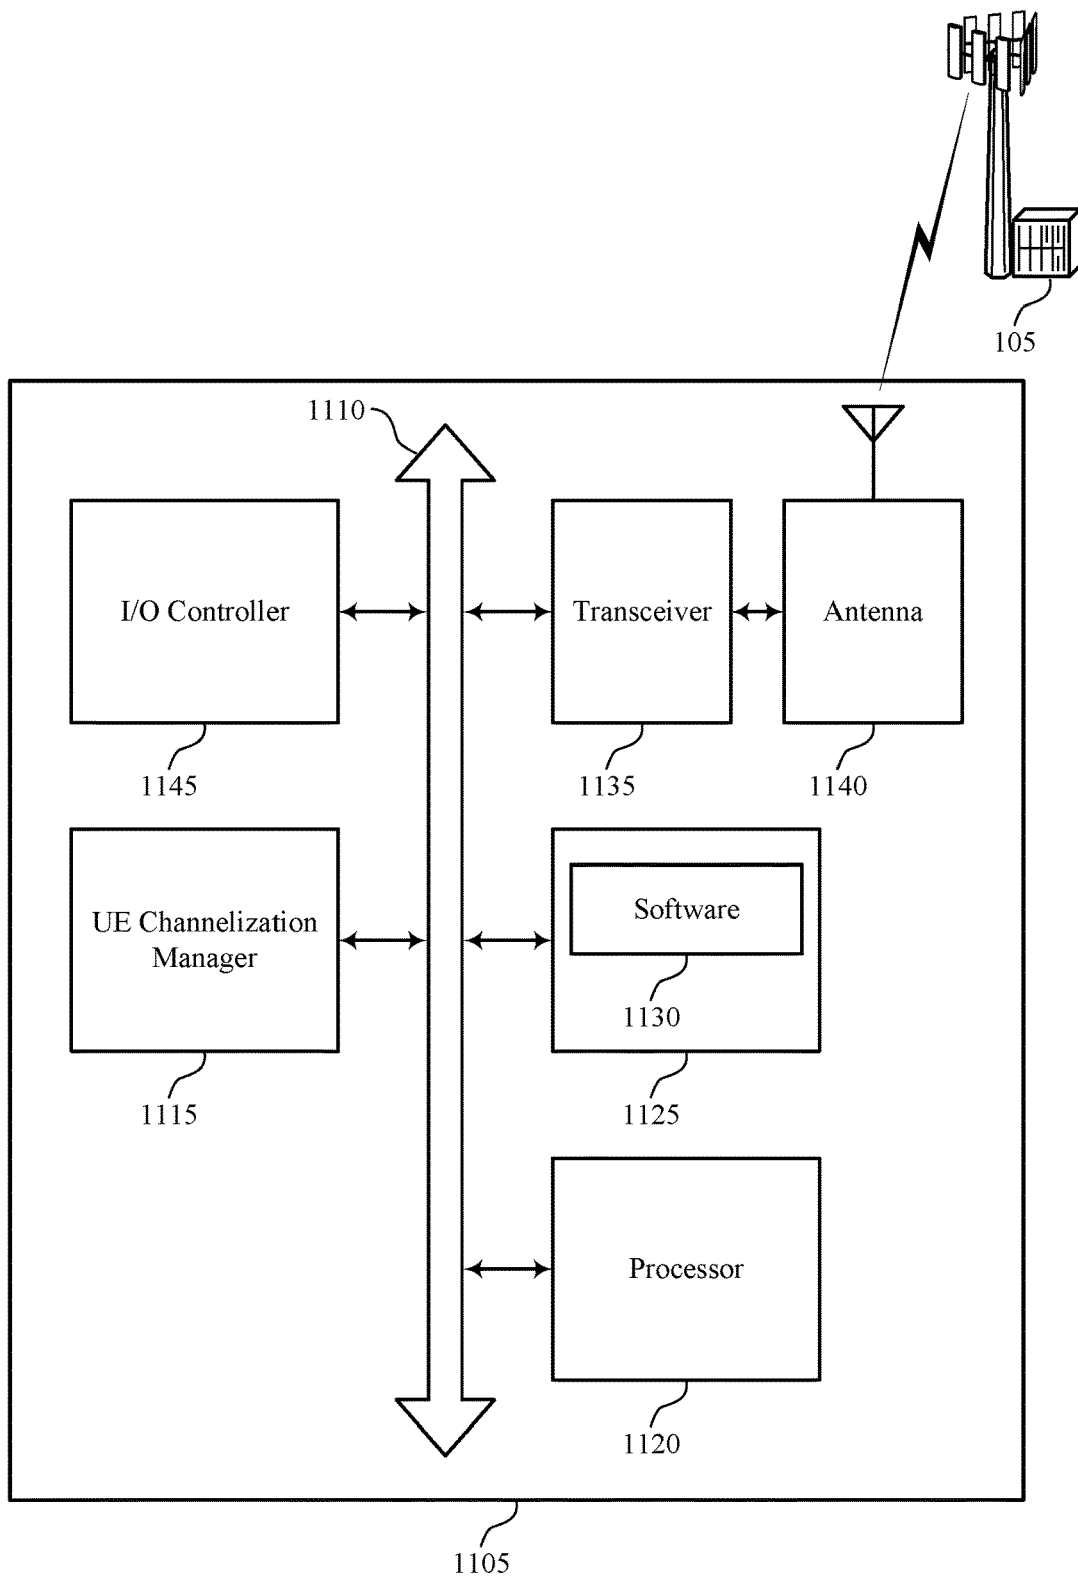 105
1110
I/O Controller
Transceiver
Antenna
1145
1135
1140
UE Channelization
Manager
Software
1130
1115
1125
Processor
1120
1105